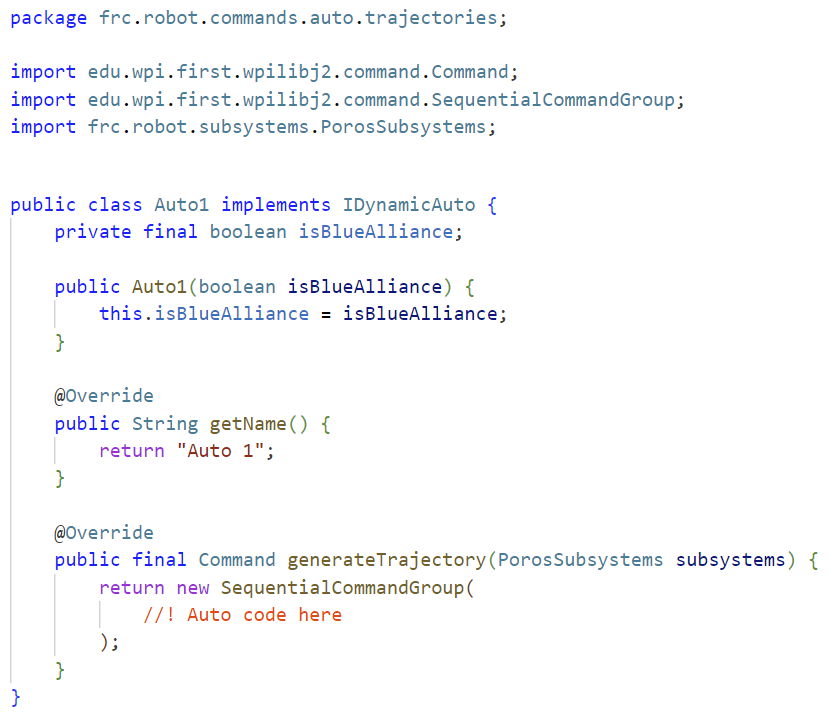 package frc.robot.commands.auto.trajectories;
import edu.wpi.first.wpilibj2.command.Command;
import edu.wpi.first.wpilibj2.command.SequentialCommandGroup;
import frc.robot.subsystems.PorosSubsystems;
public class Auto1 implements IDynamicAuto {
private final boolean isBlueAlliance;
public Auto1(boolean isBlueAlliance) {
this.isBlueAlliance = isBlueAlliance;
}
@Override
public String getName() {
return "Auto 1";
}
@Override
public final Command generateTrajectory(PorosSubsystems subsystems) {
return new SequentialCommandGroup(
//! Auto code here
);
}
}